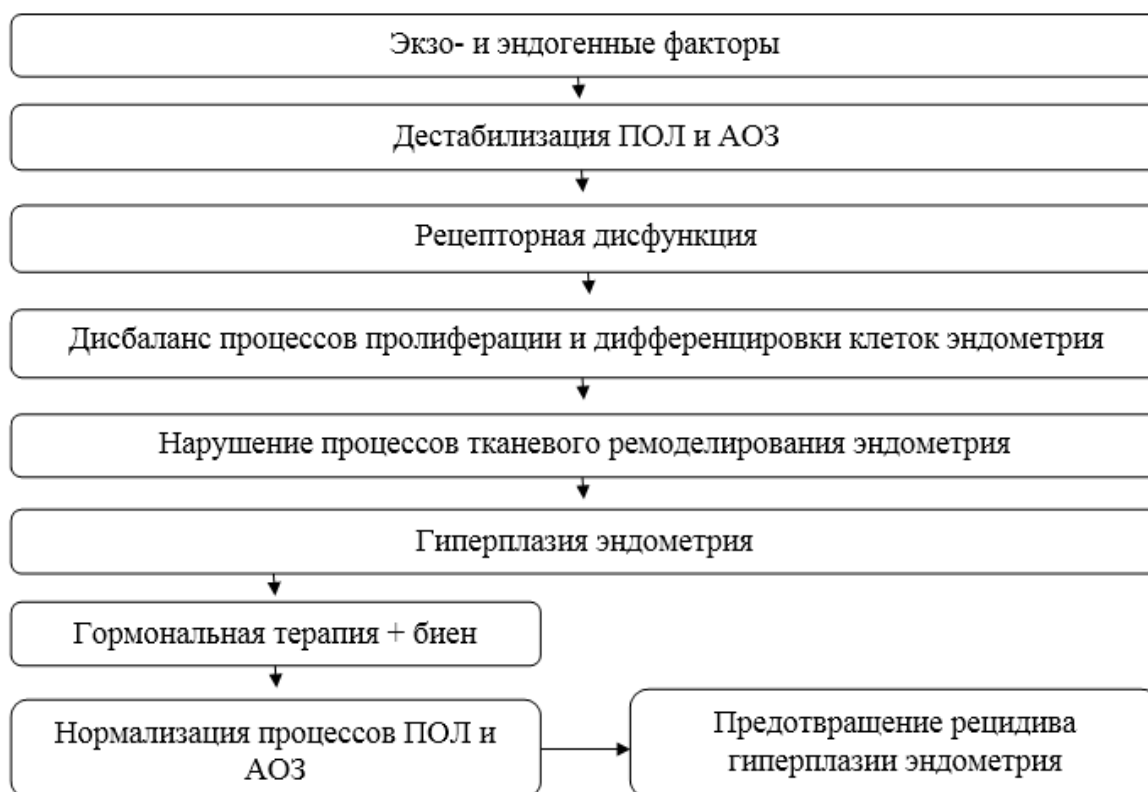 Экзо- и эндогенные факторы
Дестабилизация ПОЛ и АОЗ
Рецепторная дисфункция
Дисбаланс процессов пролиферации и дифференцировки клеток эндометрия
Нарушение процессов тканевого ремоделирования эндометрия
Гиперплазия эндометрия
Гормональная терапия + биен
Нормализация процессов ПОЛ и
АОЗ
Предотвращение рецидива
гиперплазии эндометрия